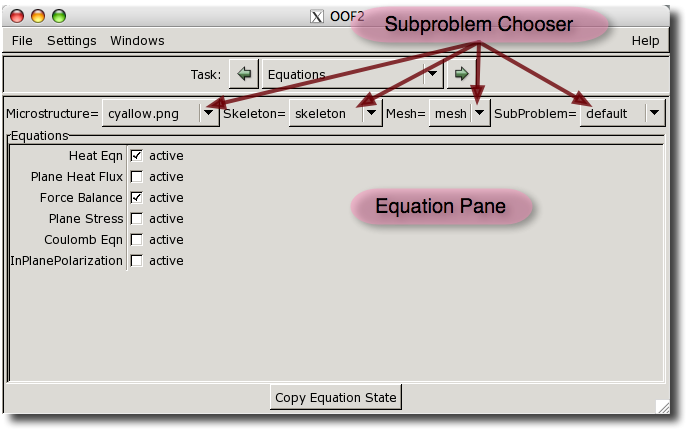 OOF2
Subproblem Chooser
File Settings Windows Help
Task: Equations
Microstructure= cyallow.png Skeleton= skeleton Mesh= mesh SubProblem= default
Equations
Heat Eqn active
Plane Heat Flux active
Force Balance active
Equation Pane
Plane Stress active
Coulomb Eqn active
InPlanePolarization active
Copy Equation State